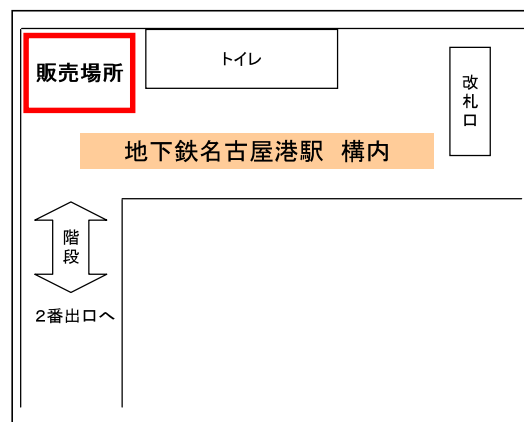 販売場所
トイレ
改札口
地下鉄名古屋港駅 構内
階段
2番出口へ